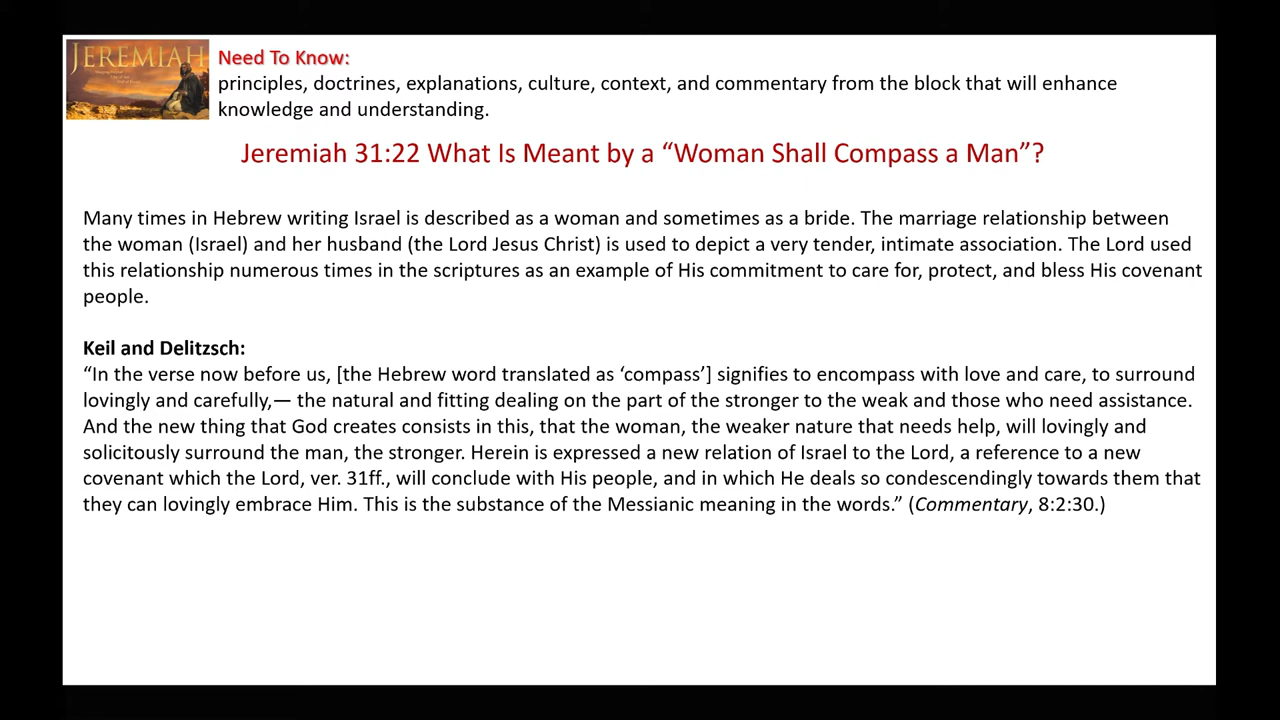 JEREMIAH
Need To Know:
principles, doctrines, explanations, culture, context, and commentary from the block that will enhance
knowledge and understanding.
Jeremiah 31:22 What Is Meant by a “Woman Shall Compass a Man”?
Many times in Hebrew writing Israel is described as a woman and sometimes as a bride. The marriage relationship between
the woman (Israel) and her husband (the Lord Jesus Christ) is used to depict a very tender, intimate association. The Lord used
this relationship numerous times in the scriptures as an example of His commitment to care for, protect, and bless His covenant
people.
Keil and Delitzsch:
“In the verse now before us, [the Hebrew word translated as ‘compass’] signifies to encompass with love and care, to surround
lovingly and carefully,— the natural and fitting dealing on the part of the stronger to the weak and those who need assistance.
And the new thing that God creates consists in this, that the woman, the weaker nature that needs help, will lovingly and
solicitously surround the man, the stronger. Herein is expressed a new relation of Israel to the Lord, a reference to a new
covenant which the Lord, ver. 31ff., will conclude with His people, and in which He deals so condescendingly towards them that
they can lovingly embrace Him. This is the substance of the Messianic meaning in the words.” (Commentary, 8:2:30.)